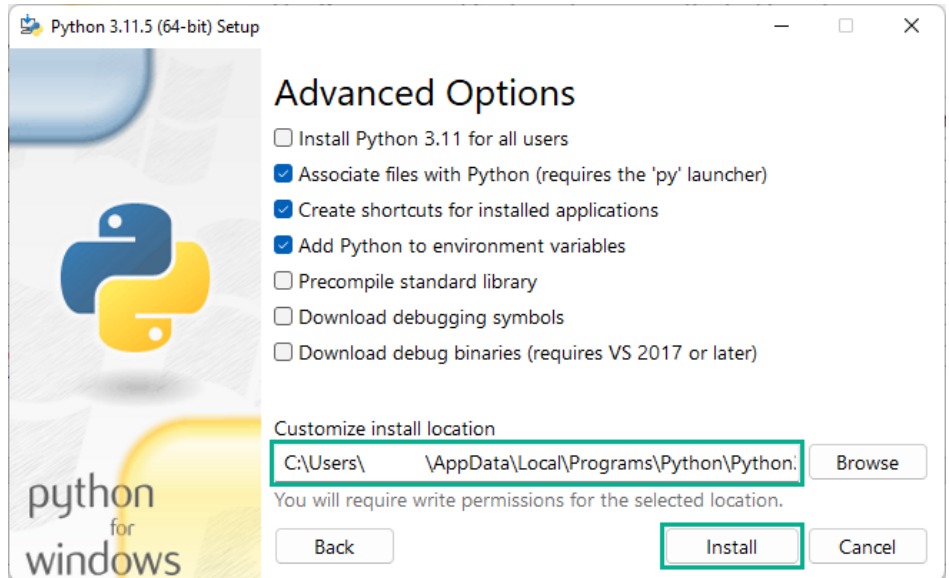 Python 3.11.5 (64-bit) Setup
Advanced Options
Install Python 3.11 for all users
Associate files with Python (requires the 'py' launcher)
Create shortcuts for installed applications
Add Python to environment variables
Precompile standard library
Download debugging symbols
Download debug binaries (requires VS 2017 or later)
Customize install location
C:\Users\ \AppData\Local\Programs\Python\Python
Browse
You will require write permissions for the selected location.
python
for
windows
Back
Install
Cancel